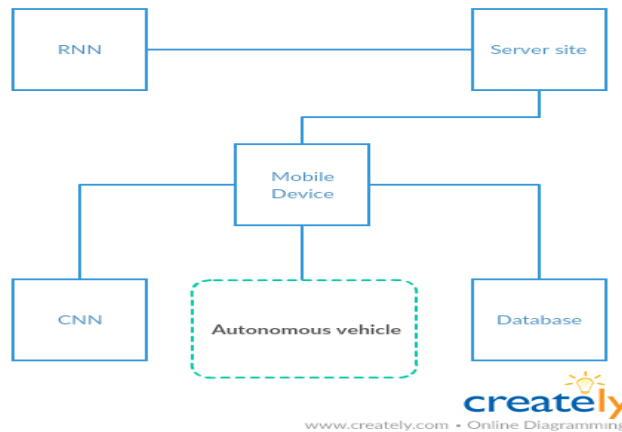 RNN
Server site
Mobile
Device
CNN
Autonomous vehicle
Database
creately
www.creately.com • Online Diagramming